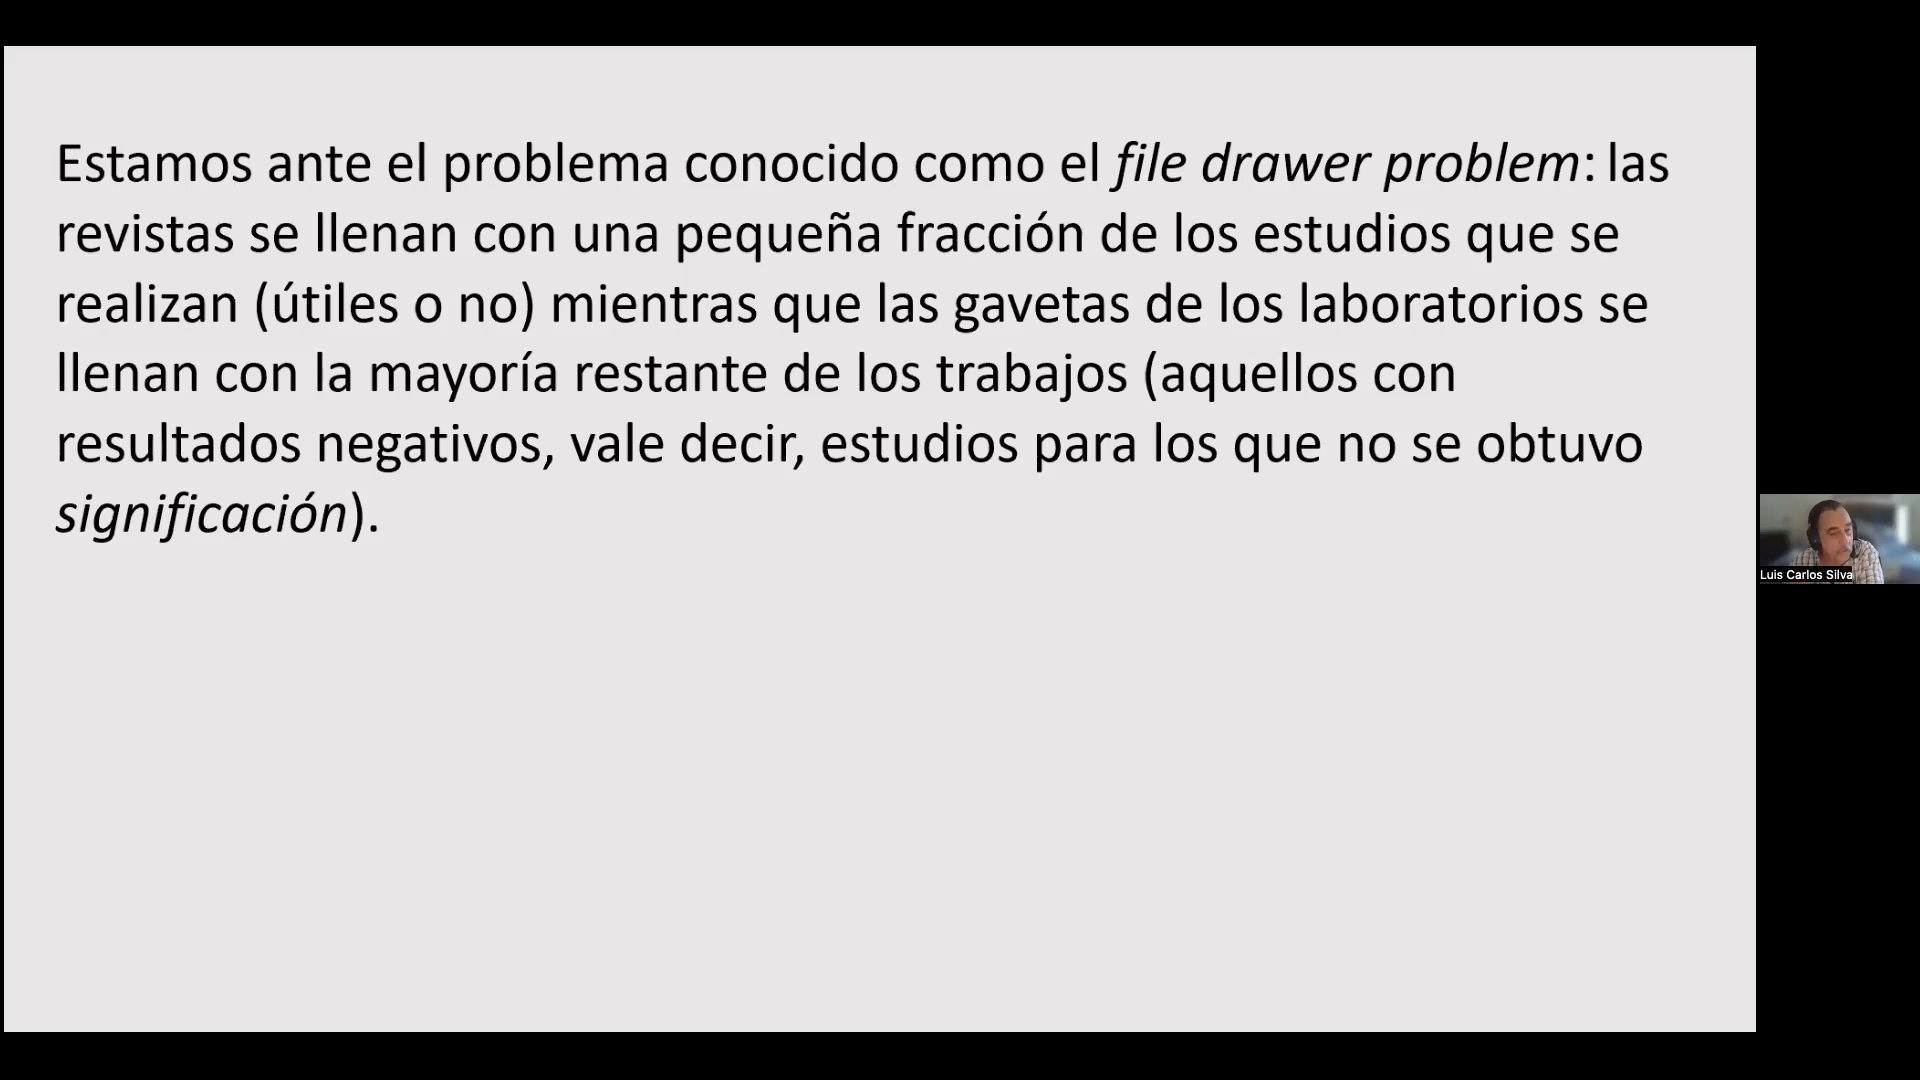 Estamos ante el problema conocido como el file drawer problem: las
revistas se llenan con una pequeña fracción de los estudios que se
realizan (útiles o no) mientras que las gavetas de los laboratorios se
llenan con la mayoría restante de los trabajos (aquellos con
resultados negativos, vale decir, estudios para los que no se obtuvo
significación).
Luis Carlos Silva